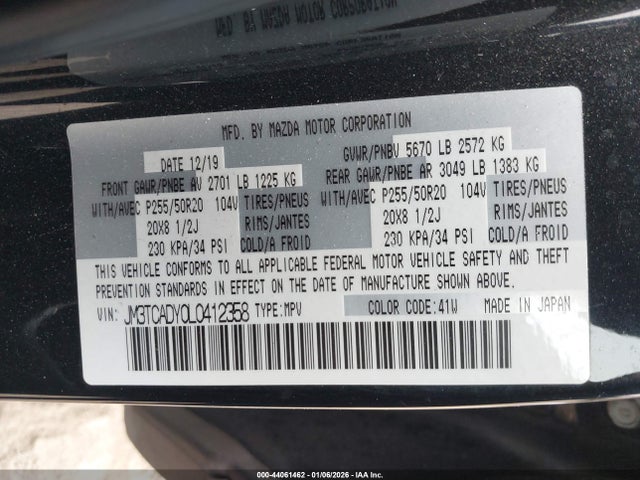 MFD. BY MAZDA MOTOR CORPORATION
DATE 12/19
GVWR/PNBV 5670 LB 2572 KG
FRONT GAWR/PNBE AV 2701 LB 1225 KG
REAR GAWR/PNBE AR 3049 LB 1383 KG
WITH/AVEC P255/50R20 104V TIRES/PNEUS
WITH/AVEC P255/50R20 104V TIRES/PNEUS
20X8 1/2J RIMS/JANTES
20X8 1/2J RIMS/JANTES
230 KPA/34 PSI COLD/A FROID
230 KPA/34 PSI COLD/A FROID
THIS VEHICLE CONFORMS TO ALL APPLICABLE FEDERAL MOTOR VEHICLE SAFETY AND THEFT
PREVENTION STANDARDS IN EFFECT ON THE DATE OF MANUFACTURE SHOWN ABOVE.
VIN: JM3TCADY0L0412358 TYPE:MPV
COLOR CODE:41W MADE IN JAPAN
000-44061462 - 01/06/2026 - IAAI.COM